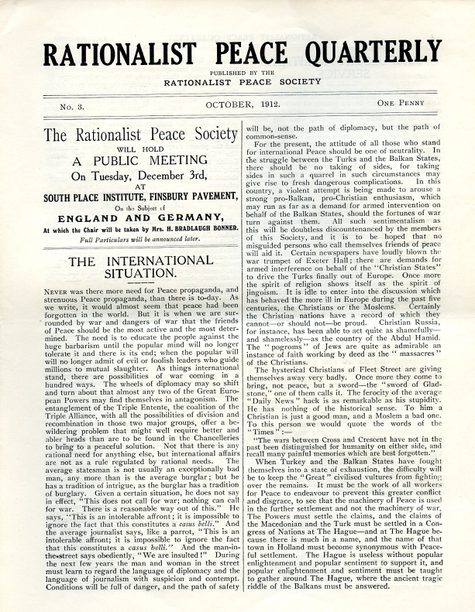 RATIONALIST PEACE QUARTERLY
PUBLISHED BY THE
RATIONALIST PEACE SOCIETY
No. 3.
OCTOBER, 1912.
ONE PENNY
The Rationalist Peace Society
WILL HOLD
A PUBLIC MEETING
On Tuesday, December 3rd,
AT
SOUTH PLACE INSTITUTE, FINSBURY PAVEMENT,
On the Subject of
ENGLAND AND GERMANY,
At which the Chair will be taken by Mrs. H. BRADLAUGH BONNER.
Full Particulars will be announced later.
THE INTERNATIONAL
SITUATION.
NEVER was there more need for Peace propaganda, and
strenuous Peace propaganda, than there is to-day. As
we write, it would almost seem that peace had been
forgotten in the world. But it is when we are sur-
rounded by war and dangers of war that the friends
of Peace should be the most active and the most deter-
mined. The need is to educate the people against the
huge barbarism until the popular mind will no longer
tolerate it and there is its end; when the popular will
will no longer admit of evil or foolish leaders who guide
millions to mutual slaughter. As things international
stand, there are possibilities of war coming in a
hundred ways. The wheels of diplomacy may so shift
and turn about that almost any two of the Great Euro-
pean Powers may find themselves in antagonism. The
entanglement of the Triple Entente, the coalition of the
Triple Alliance, with all the possibilities of division and
recombination in those two major groups, offer a be-
wildering problem that might well require better and
abler heads than are to be found in the Chancelleries
to bring to a peaceful solution. Not that there is any
rational need for anything else, but international affairs
are not as a rule regulated by rational needs. The
average statesman is not usually an exceptionally bad
man, any more than is the average burglar; but he
has a tradition of intrigue, as the burglar has a tradition
of burglary. Given a certain situation, he does not say
in effect, "This does not call for war; nothing can call
for war. There is a reasonable way out of this." He
says, "This is an intolerable affront; it is impossible to
ignore the fact that this constitutes a casus belli." And
the average journalist says, like a parrot, "This is an
intolerable affront; it is impossible to ignore the fact
that this constitutes a casus belli." And the man-in-
the-street says obediently, "We are insulted!" During
the next few years the man and woman in the street
must learn to regard the language of diplomacy and the
language of journalism with suspicion and contempt.
Conditions will be full of danger, and the path of safety
will be, not the path of diplomacy, but the path of
common-sense.
For the present, the attitude of all those who stand
for international Peace should be one of neutrality. In
the struggle between the Turks and the Balkan States,
there should be no taking of sides, for taking
sides in such a quarrel in such circumstances may
give rise to fresh dangerous complications. In this
country, a violent attempt is being made to arouse a
strong pro-Balkan, pro-Christian enthusiasm, which
may run as far as a demand for armed intervention on
behalf of the Balkan States, should the fortunes of war
turn against them. All such sentimentalism as
this will be doubtless discountenanced by the members
of this Society, and it is to be hoped that no
misguided persons who call themselves friends of peace
will aid it. Certain newspapers have loudly blown the
war trumpet of Exeter Hall; there are demands for
armed interference on behalf of the "Christian States"
to drive the Turks finally out of Europe. Once more
the spirit of religion shows itself as the spirit of
jingoism. It is idle to enter into the discussion which
has behaved the more ill in Europe during the past five
centuries, the Christians or the Moslems. Certainly
the Christian nations have a record of which they
cannot—or should not—be proud. Christian Russia,
for instance, has been able to act quite as shamefully—
and shamelessly—as the country of the Abdul Hamid.
The "pogroms" of Jews are quite as admirable an
instance of faith working by deed as the "massacres"
of the Christians.
The hysterical Christians of Fleet Street are giving
themselves away very badly. Once more they come to
bring, not peace, but a sword—the "sword of Glad-
stone," one of them calls it. The ferocity of the average
"Daily News" hack is as remarkable as his stupidity.
He has no historical sense. To him a
Christian is just a good man, and a Moslem a bad one.
To this person we would quote the words of the
"Times":—
"The wars between Cross and Crescent have not in the
past been distinguished for humanity on either side, and
recall many painful memories which are best forgotten."
When Turkey and the Balkan States have fought
themselves into a state of exhaustion, the difficulty will
be to keep the "Great" civilised vultures from fighting
over the remains. It must be the work of all workers
for Peace to endeavour to prevent this greater conflict
and disgrace, to see that the machinery of Peace is used
in the further settlement and not the machinery of war.
The Powers must settle the claims, and the claims of
the Macedonian and the Turk must be settled in a Con-
gress of Nations at The Hague—and at The Hague be-
cause there is much in a name, and the name of that
town in Holland must become synonymous with Peace-
ful settlement. The Hague is useless without popular
enlightenment and popular sentiment to support it, and
popular enlightenment and sentiment must be taught
to gather around The Hague, where the ancient tragic
riddle of the Balkans must be answered.